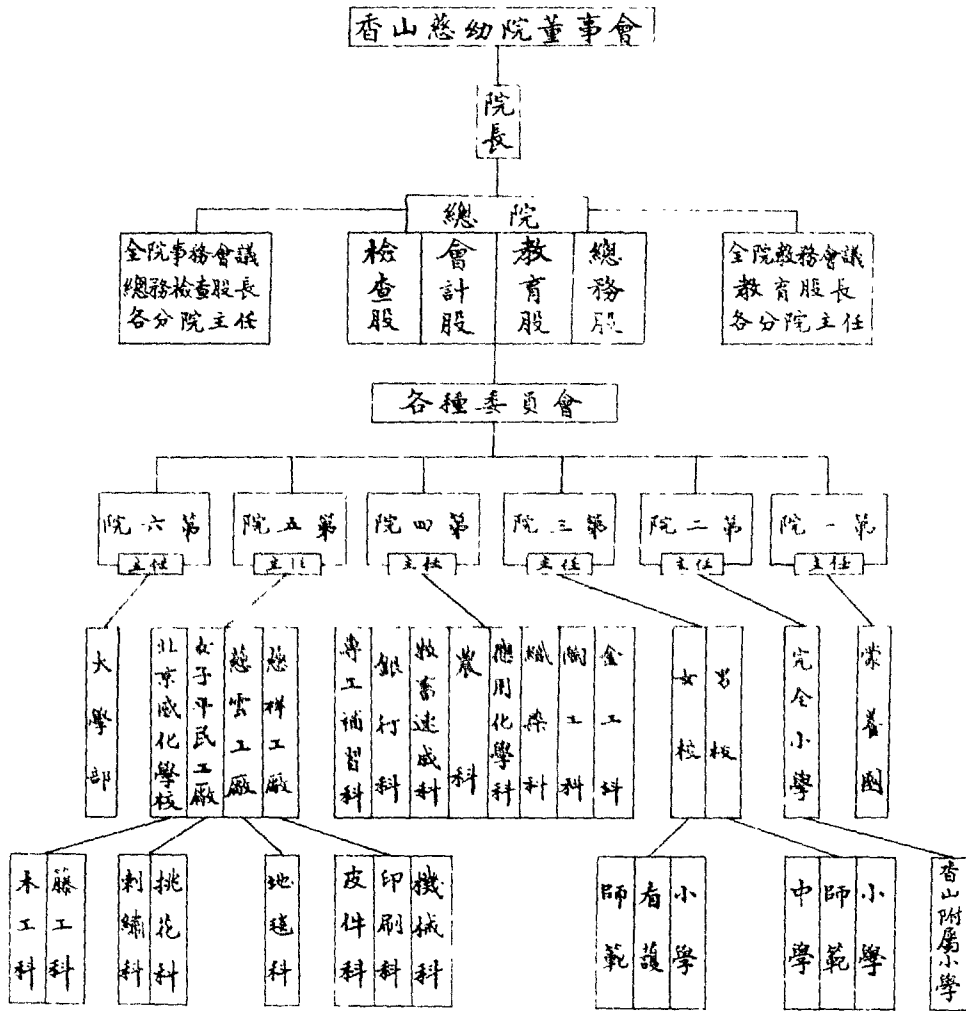 香山慈幼院董事會
院長
總院
全院事務會議
總務檢查股長
各分院主任
總務股
教育股
會計股
檢查股
全院教務會議
教育股長
各分院主任
各種委員會
第一院
主任
第二院
主任
第三院
主任
第四院
主任
第五院
主任
第六院
主任
蒙養園
完全小學
男校
女校
金工科
陶工科
織染科
應用化學科
農科
牧畜速成科
銀行科
專工補習科
慈祥工廠
慈雲工廠
女子平民工廠
北京感化學校
大學部
香山附屬小學
小學
師範
中學
小學
看護
師範
機械科
印刷科
皮件科
地毯科
挑花科
刺繡科
藤工科
木工科